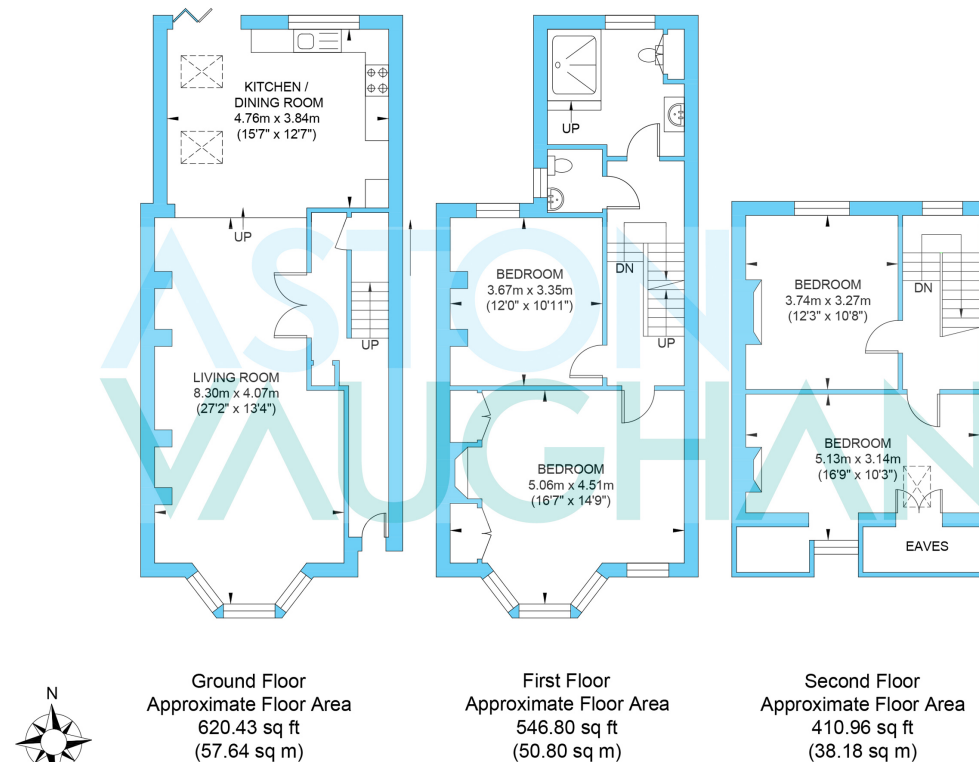 KITCHEN /
DINING ROOM
4.76m x 3.84m
(15'7" x 12'7")
UP
UP
LIVING ROOM
8.30m x 4.07m
(27'2" x 13'4")
UP
BEDROOM
3.67m x 3.35m
(12'0" x 10'11")
DN
UP
BEDROOM
5.06m x 4.51m
(16'7" x 14'9")
BEDROOM
3.74m x 3.27m
(12'3" x 10'8")
DN
BEDROOM
5.13m x 3.14m
(16'9" x 10'3")
EAVES
ASTON
VAUGHAN
Ground Floor
Approximate Floor Area
620.43 sq ft
(57.64 sq m)
First Floor
Approximate Floor Area
546.80 sq ft
(50.80 sq m)
Second Floor
Approximate Floor Area
410.96 sq ft
(38.18 sq m)
N